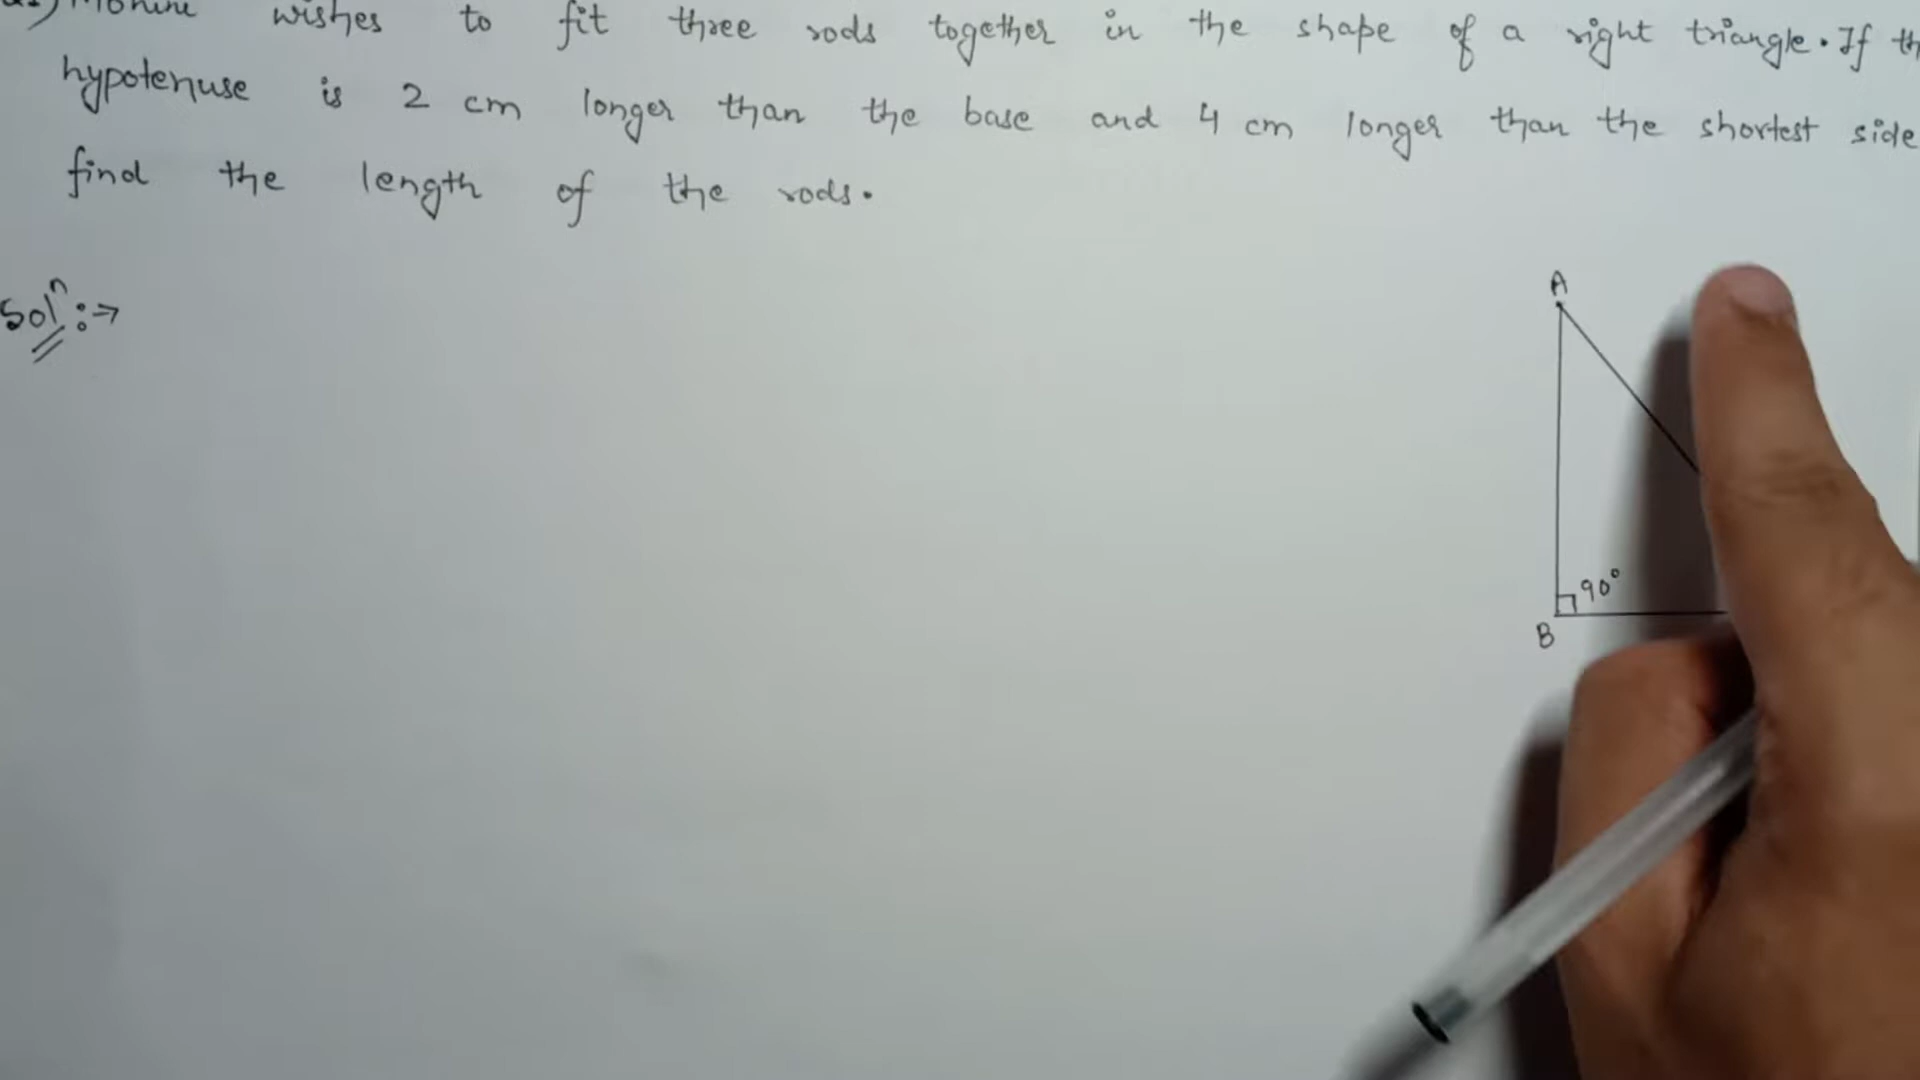 wishes to fit three rods together in the shape of a right triangle. If
hypotenuse is 2 cm longer than the base and 4 cm longer than the shortest side
find the length of the rods.
Solⁿ :→
A
90°
B